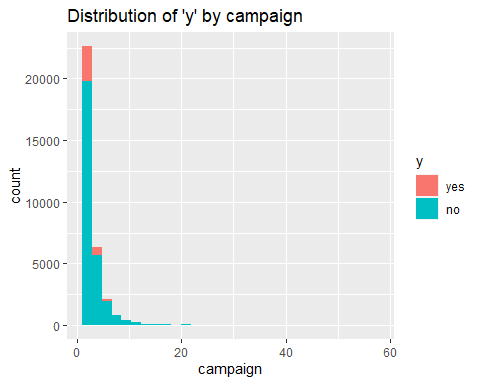 Distribution of 'y' by campaign
20000
15000
10000
5000
0
count
0 20 40 60
campaign
y
yes
no